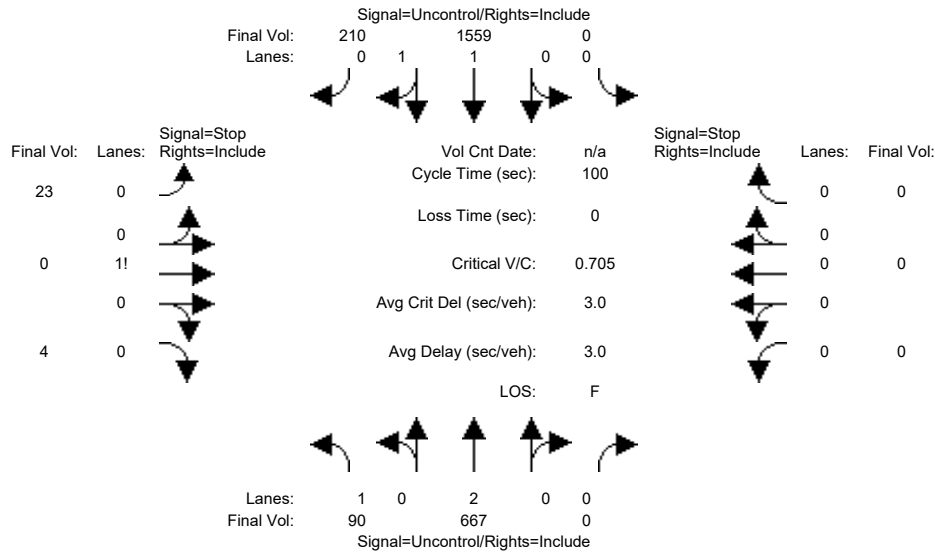 Signal=Uncontrol/Rights=Include
Final Vol: 210 1559 0
Lanes: 0 1 1 0 0
Signal=Stop Signal=Stop
Final Vol: Lanes: Rights=Include Vol Cnt Date: n/a Rights=Include Lanes: Final Vol:
Cycle Time (sec): 100
23 0 0 0
Loss Time (sec): 0
0 0
0 1! Critical V/C: 0.705 0 0
0 Avg Crit Del (sec/veh): 3.0 0
4 0 Avg Delay (sec/veh): 3.0 0 0
LOS: F
Lanes: 1 0 2 0 0
Final Vol: 90 667 0
Signal=Uncontrol/Rights=Include